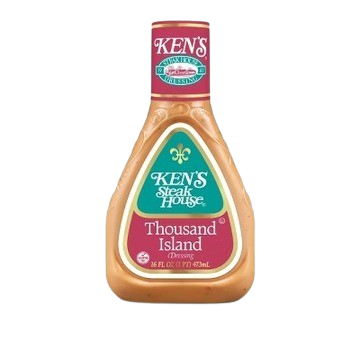 KEN'S
STEAK HOUSE
DRESSING
KEN'S
Steak
House®
Thousand
Island
Dressing
16 FL OZ (1 PT) 473mL